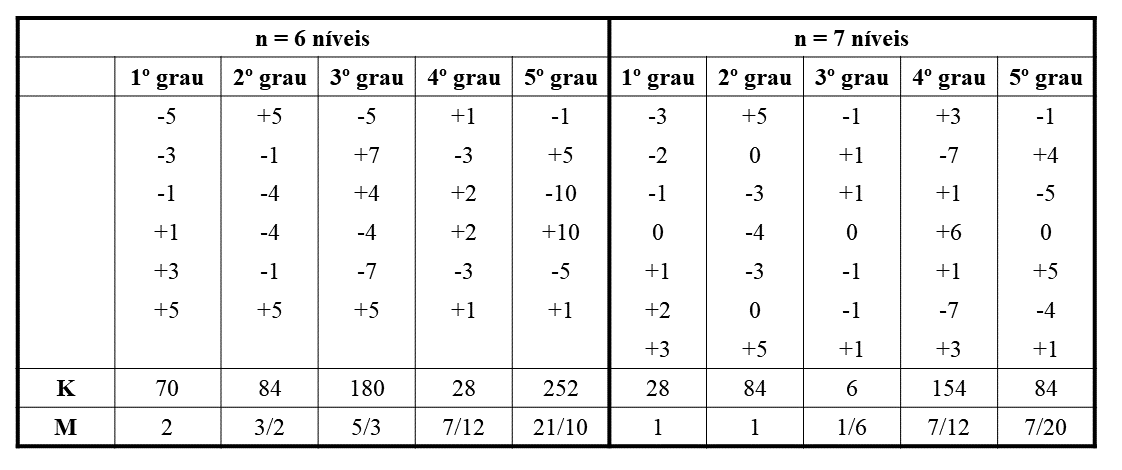 n = 6 níveis n = 7 níveis
1º grau 2º grau 3º grau 4º grau 5º grau 1º grau 2º grau 3º grau 4º grau 5º grau
-5 +5 -5 +1 -1 -3 +5 -1 +3 -1
-3 -1 +7 -3 +5 -2 0 +1 -7 +4
-1 -4 +4 +2 -10 -1 -3 +1 +1 -5
+1 -4 -4 +2 +10 0 -4 0 +6 0
+3 -1 -7 -3 -5 +1 -3 -1 +1 +5
+5 +5 +5 +1 +1 +2 0 -1 -7 -4
+3 +5 +1 +3 +1
K 70 84 180 28 252 28 84 6 154 84
M 2 3/2 5/3 7/12 21/10 1 1 1/6 7/12 7/20